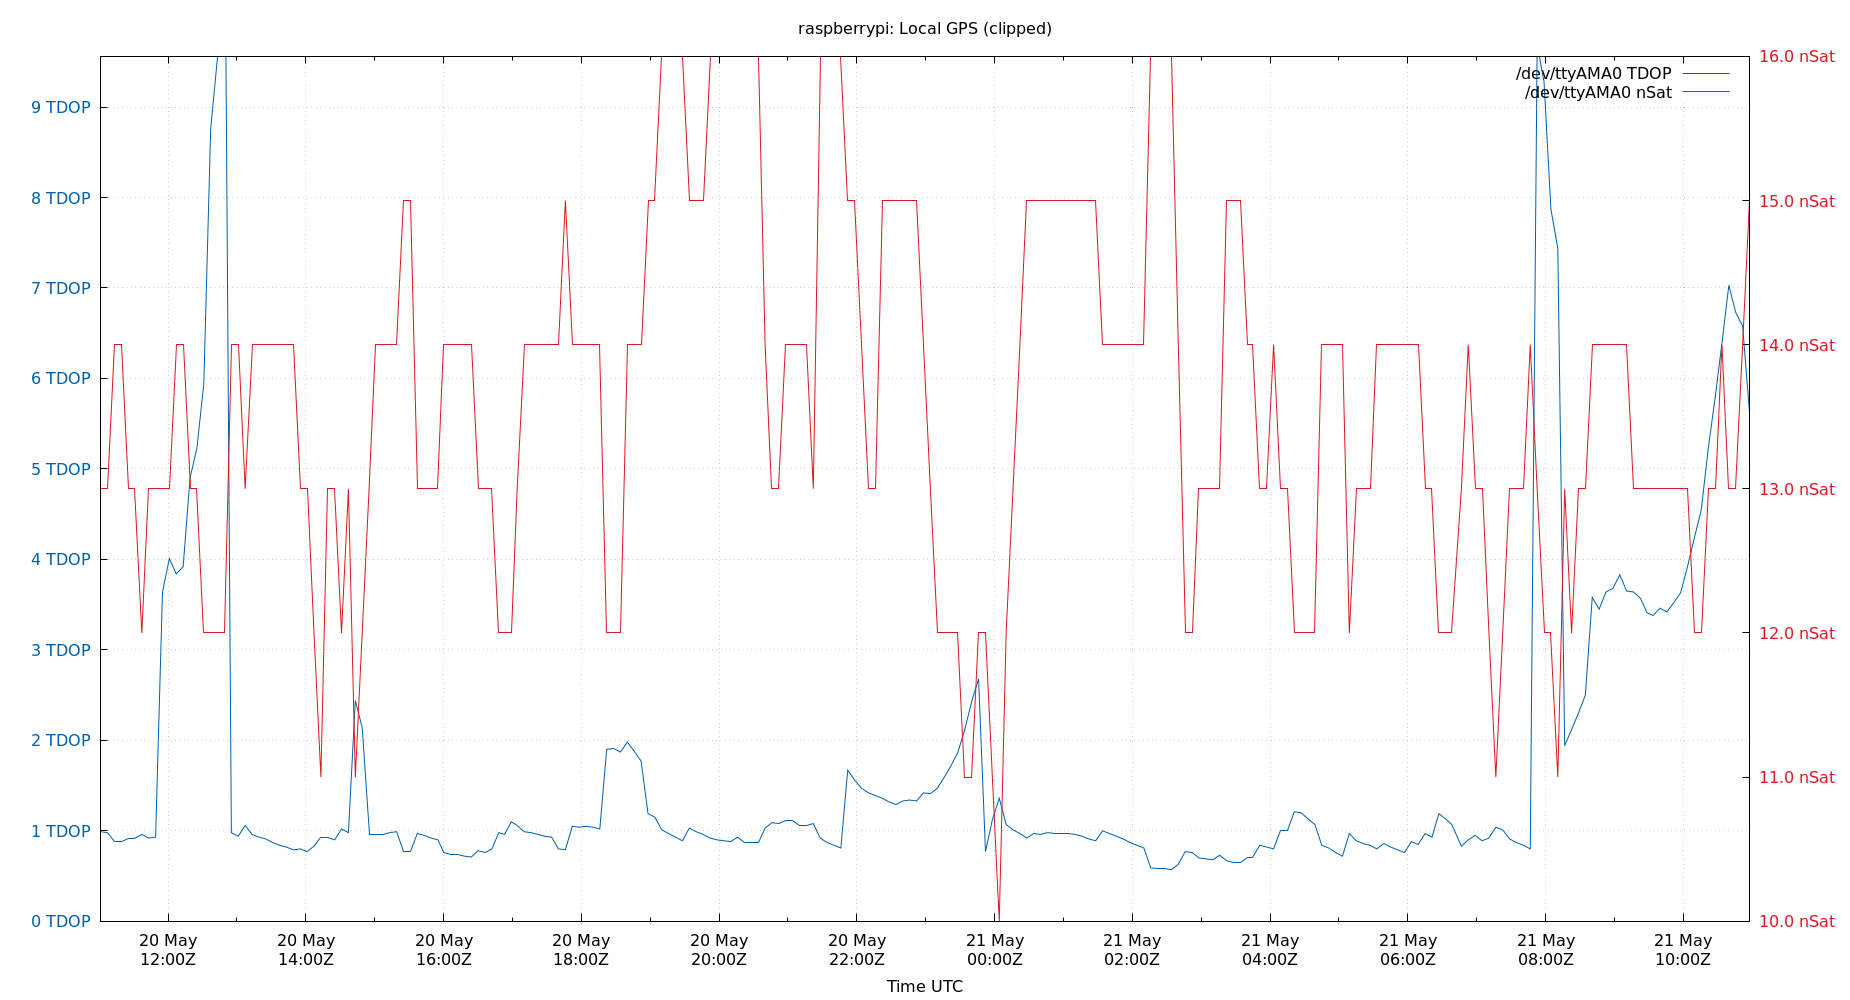 raspberrypi: Local GPS (clipped)
/dev/ttyAMA0 TDOP
/dev/ttyAMA0 nSat
9 TDOP
8 TDOP
7 TDOP
6 TDOP
5 TDOP
4 TDOP
3 TDOP
2 TDOP
1 TDOP
0 TDOP
16.0 nSat
15.0 nSat
14.0 nSat
13.0 nSat
12.0 nSat
11.0 nSat
10.0 nSat
20 May
12:00Z
20 May
14:00Z
20 May
16:00Z
20 May
18:00Z
20 May
20:00Z
20 May
22:00Z
21 May
00:00Z
21 May
02:00Z
21 May
04:00Z
21 May
06:00Z
21 May
08:00Z
21 May
10:00Z
Time UTC